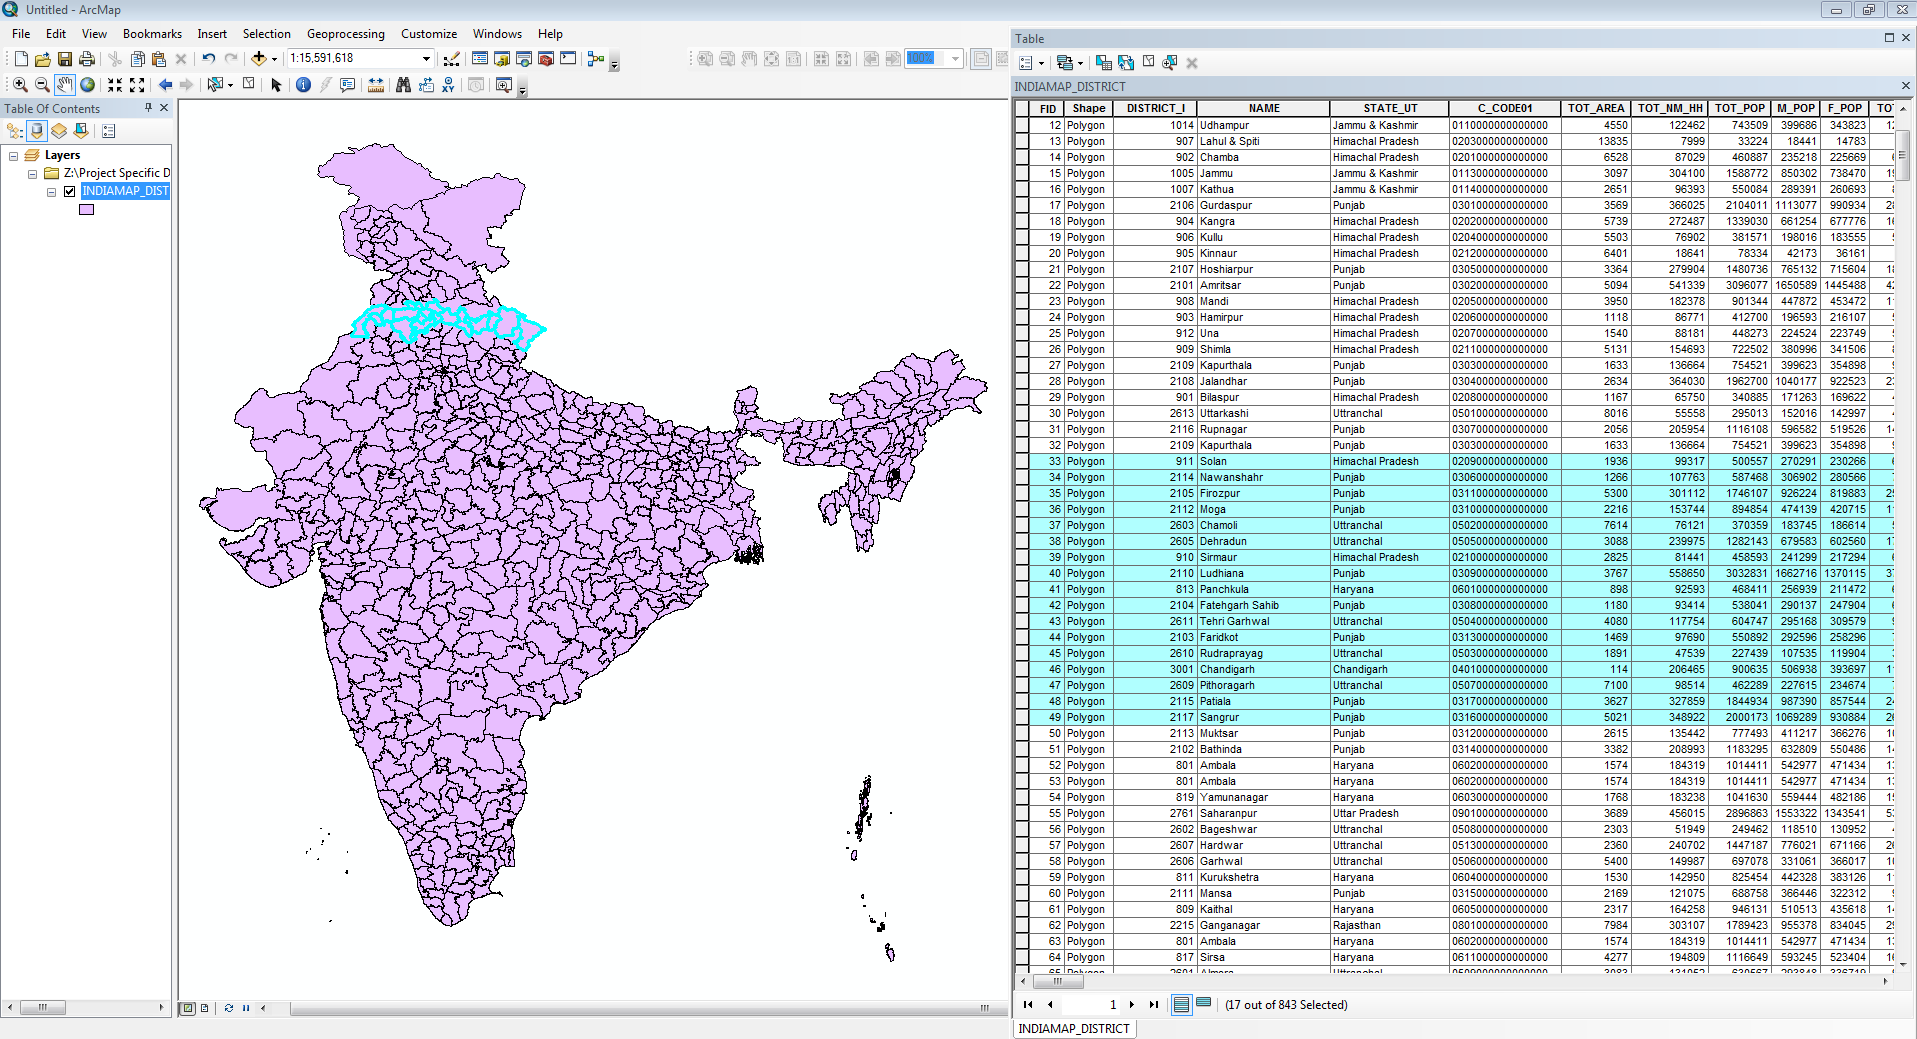 Untitled - ArcMap
File Edit View Bookmarks Insert Selection Geoprocessing Customize Windows Help
1:15,591,618
100%
Table Of Contents
Layers
Z:\Project Specific D
INDIAMAP_DIST
Table
INDIAMAP_DISTRICT
FID Shape DISTRICT_I NAME STATE_UT C_CODE01 TOT_AREA TOT_NM_HH TOT_POP M_POP F_POP TOT
12 Polygon 1014 Udhampur Jammu & Kashmir 0110000000000000 4550 122462 743509 399686 343823 12
13 Polygon 907 Lahul & Spiti Himachal Pradesh 0203000000000000 13835 7999 33224 18441 14783
14 Polygon 902 Chamba Himachal Pradesh 0201000000000000 6528 87029 460887 235218 225669
15 Polygon 1005 Jammu Jammu & Kashmir 0113000000000000 3097 304100 1588772 850302 738470
16 Polygon 1007 Kathua Jammu & Kashmir 0114000000000000 2651 96393 550084 289391 260693
17 Polygon 2106 Gurdaspur Punjab 0301000000000000 3569 366025 2104011 1113077 990934 28
18 Polygon 904 Kangra Himachal Pradesh 0202000000000000 5739 272487 1339030 661254 677776 16
19 Polygon 906 Kullu Himachal Pradesh 0204000000000000 5503 76902 381571 198016 183555
20 Polygon 905 Kinnaur Himachal Pradesh 0212000000000000 6401 18641 78334 42173 36161
21 Polygon 2107 Hoshiarpur Punjab 0305000000000000 3364 279904 1480736 765132 715604 18
22 Polygon 2101 Amritsar Punjab 0302000000000000 5094 541339 3096077 1650589 1445488 42
23 Polygon 908 Mandi Himachal Pradesh 0205000000000000 3950 182378 901344 447872 453472 11
24 Polygon 903 Hamirpur Himachal Pradesh 0206000000000000 1118 86771 412700 196593 216107
25 Polygon 912 Una Himachal Pradesh 0207000000000000 1540 88181 448273 224524 223749
26 Polygon 909 Shimla Himachal Pradesh 0211000000000000 5131 154693 722502 380996 341506
27 Polygon 2109 Kapurthala Punjab 0303000000000000 1633 136664 754521 399623 354898
28 Polygon 2108 Jalandhar Punjab 0304000000000000 2634 364030 1962700 1040177 922523 23
29 Polygon 901 Bilaspur Himachal Pradesh 0208000000000000 1167 65750 340885 171263 169622
30 Polygon 2613 Uttarkashi Uttranchal 0501000000000000 8016 55558 295013 152016 142997
31 Polygon 2116 Rupnagar Punjab 0307000000000000 2056 205954 1116108 596582 519526 14
32 Polygon 2109 Kapurthala Punjab 0303000000000000 1633 136664 754521 399623 354898
33 Polygon 911 Solan Himachal Pradesh 0209000000000000 1936 99317 500557 270291 230266
34 Polygon 2114 Nawanshahr Punjab 0306000000000000 1266 107763 587468 306902 280566
35 Polygon 2105 Firozpur Punjab 0311000000000000 5300 301112 1746107 926224 819883 25
36 Polygon 2112 Moga Punjab 0310000000000000 2216 153744 894854 474139 420715 11
37 Polygon 2603 Chamoli Uttranchal 0502000000000000 7614 76121 370359 183745 186614
38 Polygon 2605 Dehradun Uttranchal 0505000000000000 3088 239975 1282143 679583 602560 17
39 Polygon 910 Sirmaur Himachal Pradesh 0210000000000000 2825 81441 458593 241299 217294
40 Polygon 2110 Ludhiana Punjab 0309000000000000 3767 558650 3032831 1662716 1370115 37
41 Polygon 813 Panchkula Haryana 0601000000000000 898 92593 468411 256939 211472
42 Polygon 2104 Fatehgarh Sahib Punjab 0308000000000000 1180 93414 538041 290137 247904
43 Polygon 2611 Tehri Garhwal Uttranchal 0504000000000000 4080 117754 604747 295168 309579
44 Polygon 2103 Faridkot Punjab 0313000000000000 1469 97690 550892 292596 258296
45 Polygon 2610 Rudraprayag Uttranchal 0503000000000000 1891 47539 227439 107535 119904
46 Polygon 3001 Chandigarh Chandigarh 0401000000000000 114 206465 900635 506938 393697 11
47 Polygon 2609 Pithoragarh Uttranchal 0507000000000000 7100 98514 462289 227615 234674
48 Polygon 2115 Patiala Punjab 0317000000000000 3627 327859 1844934 987390 857544 24
49 Polygon 2117 Sangrur Punjab 0316000000000000 5021 348922 2000173 1069289 930884 26
50 Polygon 2113 Muktsar Punjab 0312000000000000 2615 135442 777493 411217 366276 10
51 Polygon 2102 Bathinda Punjab 0314000000000000 3382 208993 1183295 632809 550486 14
52 Polygon 801 Ambala Haryana 0602000000000000 1574 184319 1014411 542977 471434 13
53 Polygon 801 Ambala Haryana 0602000000000000 1574 184319 1014411 542977 471434 13
54 Polygon 819 Yamunanagar Haryana 0603000000000000 1768 183238 1041630 559444 482186 15
55 Polygon 2761 Saharanpur Uttar Pradesh 0901000000000000 3689 456015 2896863 1553322 1343541 53
56 Polygon 2602 Bageshwar Uttranchal 0508000000000000 2303 51949 249462 118510 130952
57 Polygon 2607 Hardwar Uttranchal 0513000000000000 2360 240702 1447187 776021 671166 26
58 Polygon 2606 Garhwal Uttranchal 0506000000000000 5400 149987 697078 331061 366017 10
59 Polygon 811 Kurukshetra Haryana 0604000000000000 1530 142950 825454 442328 383126 11
60 Polygon 2111 Mansa Punjab 0315000000000000 2169 121075 688758 366446 322312
61 Polygon 809 Kaithal Haryana 0605000000000000 2317 164258 946131 510513 435618 14
62 Polygon 2215 Ganganagar Rajasthan 0801000000000000 7984 303107 1789423 955378 834045 29
63 Polygon 801 Ambala Haryana 0602000000000000 1574 184319 1014411 542977 471434 13
64 Polygon 817 Sirsa Haryana 0611000000000000 4277 194809 1116649 593245 523404 16
1 (17 out of 843 Selected)
INDIAMAP_DISTRICT